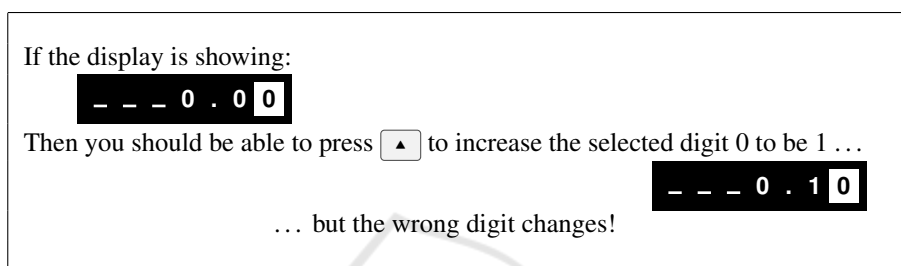 If the display is showing:
_ _ _ 0 . 0 0
Then you should be able to press ▲ to increase the selected digit 0 to be 1 …
_ _ _ 0 . 1 0
… but the wrong digit changes!